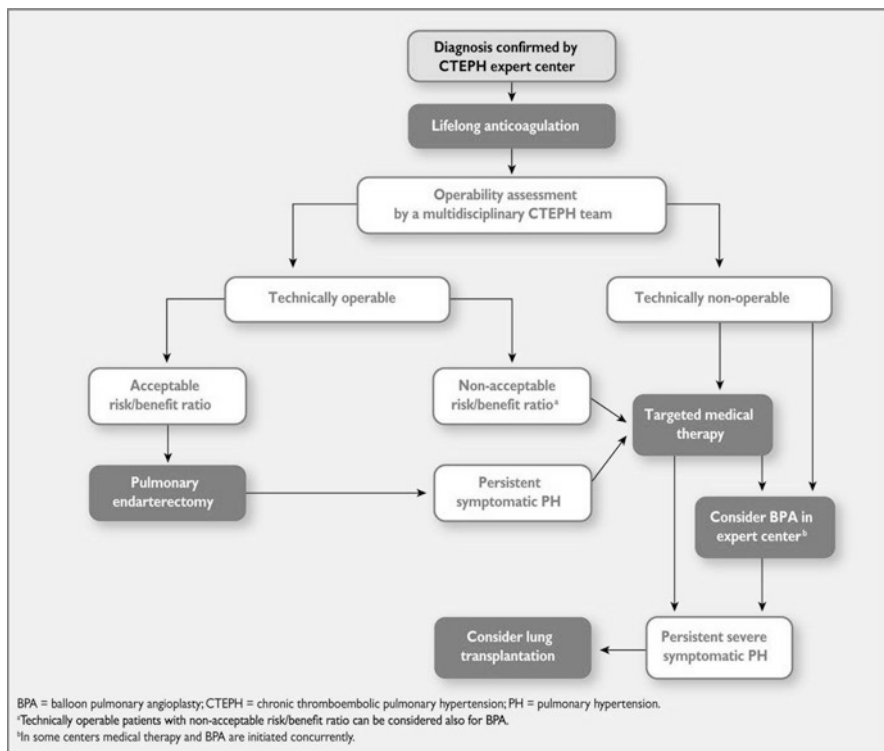 Diagnosis confirmed by
CTEPH expert center
Lifelong anticoagulation
Operability assessment
by a multidisciplinary CTEPH team
Technically operable
Technically non-operable
Acceptable
risk/benefit ratio
Non-acceptable
risk/benefit ratioᵃ
Targeted medical
therapy
Pulmonary
endarterectomy
Persistent
symptomatic PH
Consider BPA in
expert centerᵇ
Consider lung
transplantation
Persistent severe
symptomatic PH
BPA = balloon pulmonary angioplasty; CTEPH = chronic thromboembolic pulmonary hypertension; PH = pulmonary hypertension.
ᵃTechnically operable patients with non-acceptable risk/benefit ratio can be considered also for BPA.
ᵇIn some centers medical therapy and BPA are initiated concurrently.